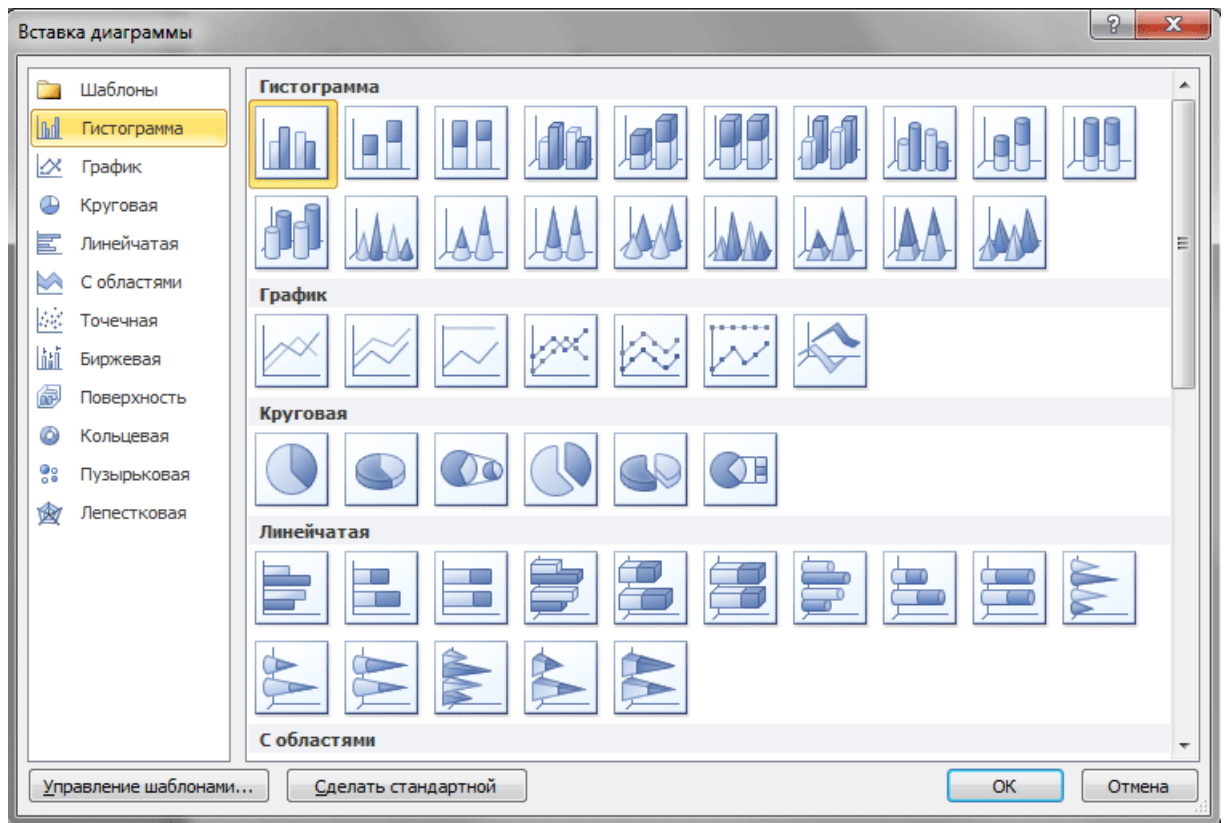 Вставка диаграммы
?
X
Шаблоны
Гистограмма
График
Круговая
Линейчатая
С областями
Точечная
Биржевая
Поверхность
Кольцевая
Пузырьковая
Лепестковая
Гистограмма
График
Круговая
Линейчатая
С областями
Управление шаблонами...
Сделать стандартной
ОК
Отмена